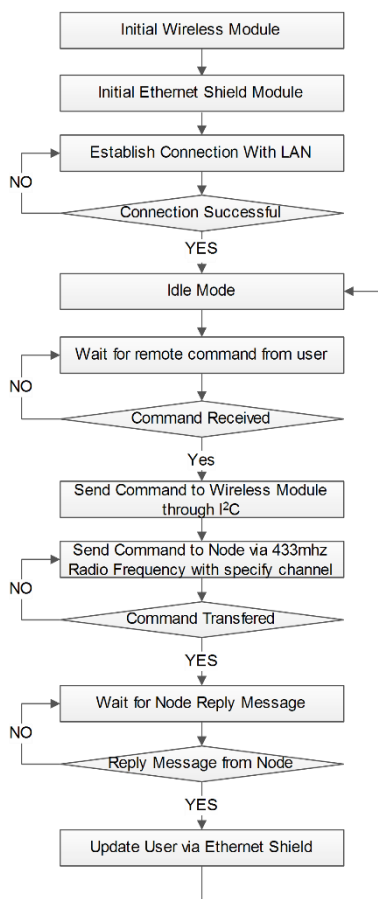 Initial Wireless Module
Initial Ethernet Shield Module
Establish Connection With LAN
NO
Connection Successful
YES
Idle Mode
Wait for remote command from user
NO
Command Received
Yes
Send Command to Wireless Module
through I²C
Send Command to Node via 433mhz
Radio Frequency with specify channel
NO
Command Transfered
YES
Wait for Node Reply Message
NO
Reply Message from Node
YES
Update User via Ethernet Shield